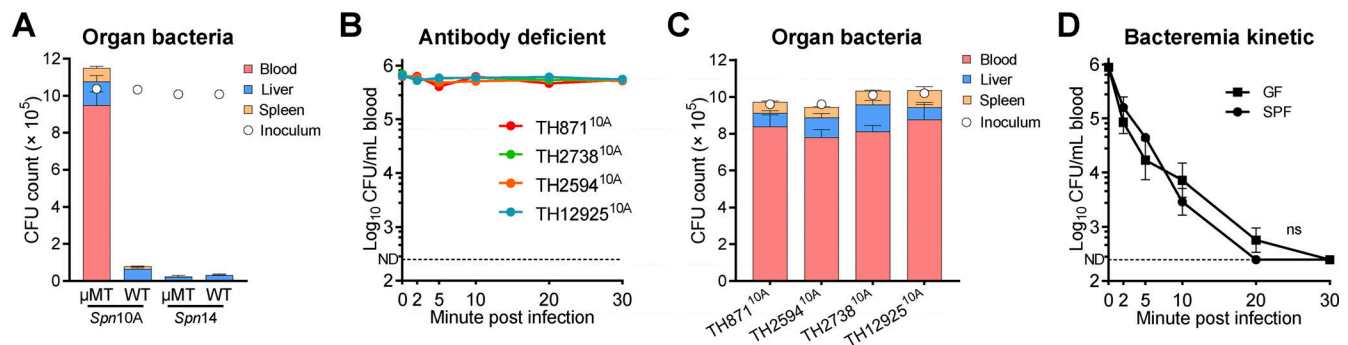 A
Organ bacteria
CFU count (× 10⁵)
12
10
8
6
4
2
0
Blood
Liver
Spleen
Inoculum
µMT WT µMT WT
Spn10A Spn14
B
Antibody deficient
Log₁₀ CFU/mL blood
6
5
4
3
ND
2
TH871¹⁰ᴬ
TH2738¹⁰ᴬ
TH2594¹⁰ᴬ
TH12925¹⁰ᴬ
0 2 5 10 20 30
Minute post infection
C
Organ bacteria
CFU count (× 10⁵)
12
10
8
6
4
2
0
Blood
Liver
Spleen
Inoculum
TH871¹⁰ᴬ
TH2594¹⁰ᴬ
TH2738¹⁰ᴬ
TH12925¹⁰ᴬ
D
Bacteremia kinetic
Log₁₀ CFU/mL blood
6
5
4
3
ND
2
GF
SPF
ns
0 2 5 10 20 30
Minute post infection